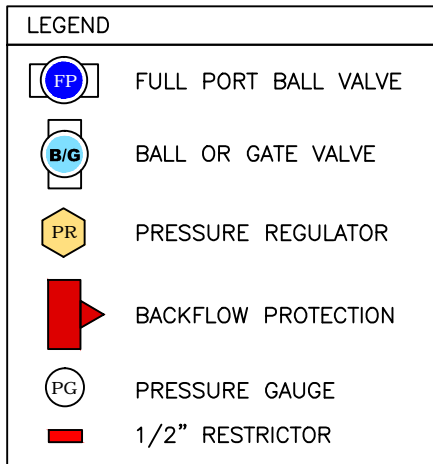 LEGEND
FP FULL PORT BALL VALVE
B/G BALL OR GATE VALVE
PR PRESSURE REGULATOR
BACKFLOW PROTECTION
PG PRESSURE GAUGE
1/2" RESTRICTOR